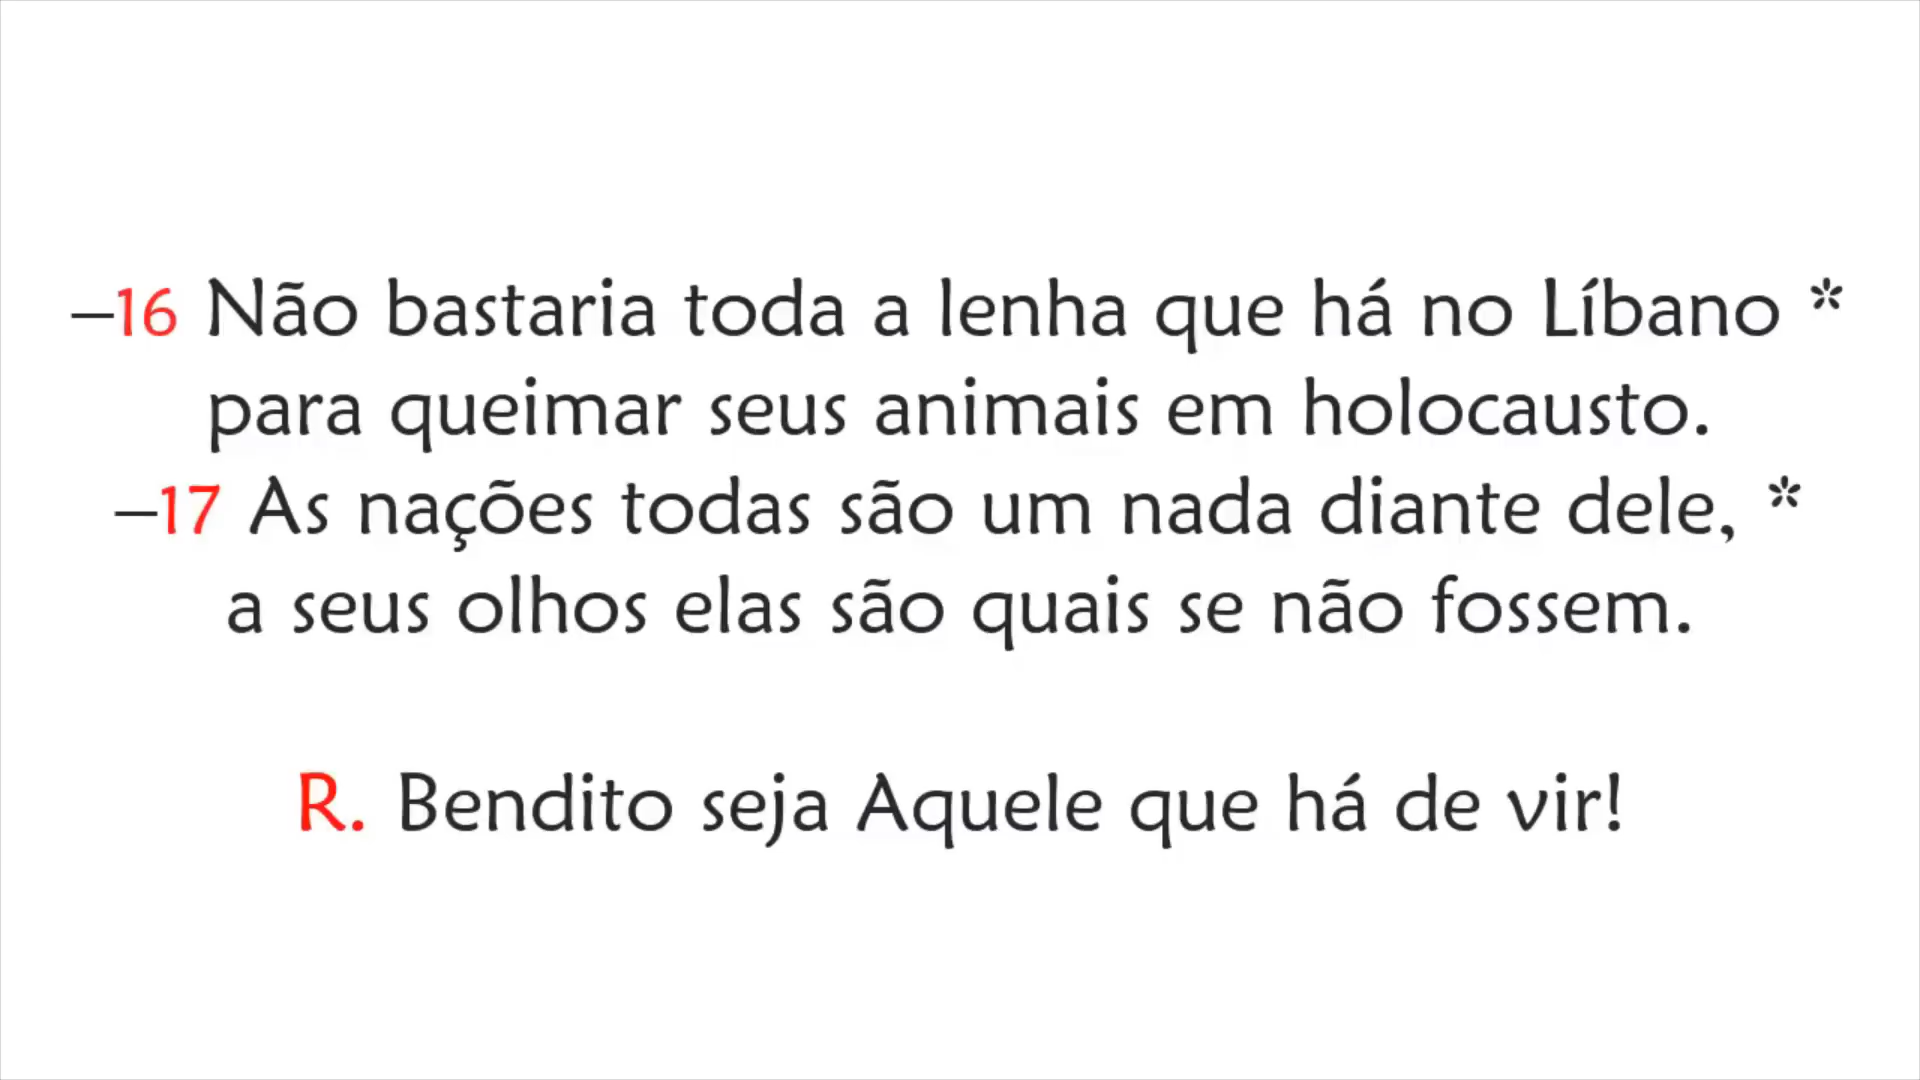 –16 Não bastaria toda a lenha que há no Líbano *
para queimar seus animais em holocausto.
–17 As nações todas são um nada diante dele, *
a seus olhos elas são quais se não fossem.
R. Bendito seja Aquele que há de vir!